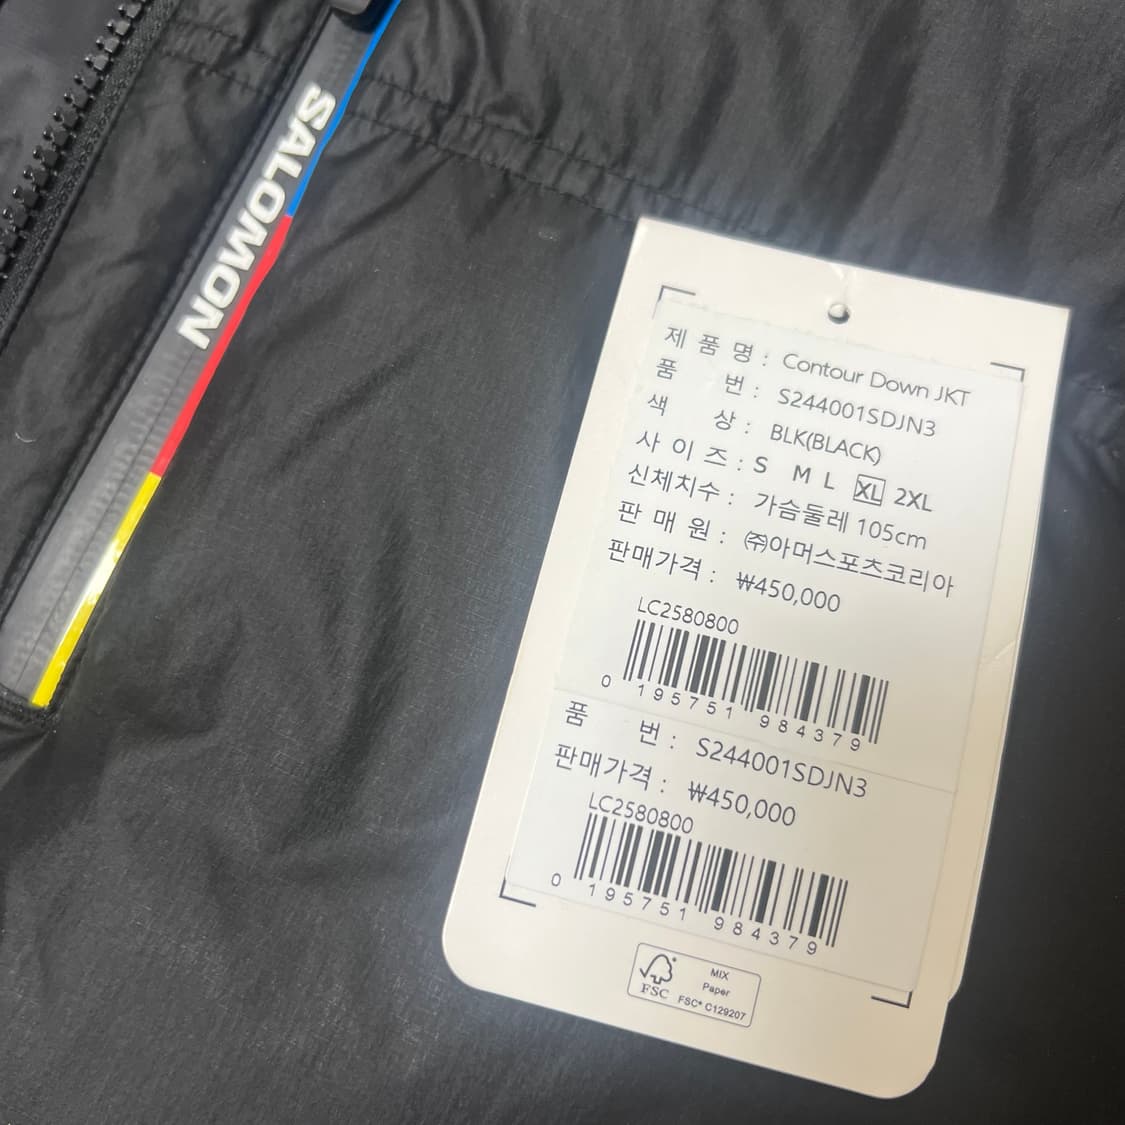 SALOMON
제 품 명 : Contour Down JKT
품 번 : S244001SDJN3
색 상 : BLK(BLACK)
사 이 즈 : S M L XL 2XL
신체치수 : 가슴둘레 105cm
판 매 원 : ㈜아머스포츠코리아
판매가격 : ₩450,000
LC2580800
0 195751 984379
품 번 : S244001SDJN3
판매가격 : ₩450,000
LC2580800
0 195751 984379
FSC
MIX
Paper
FSC® C129207